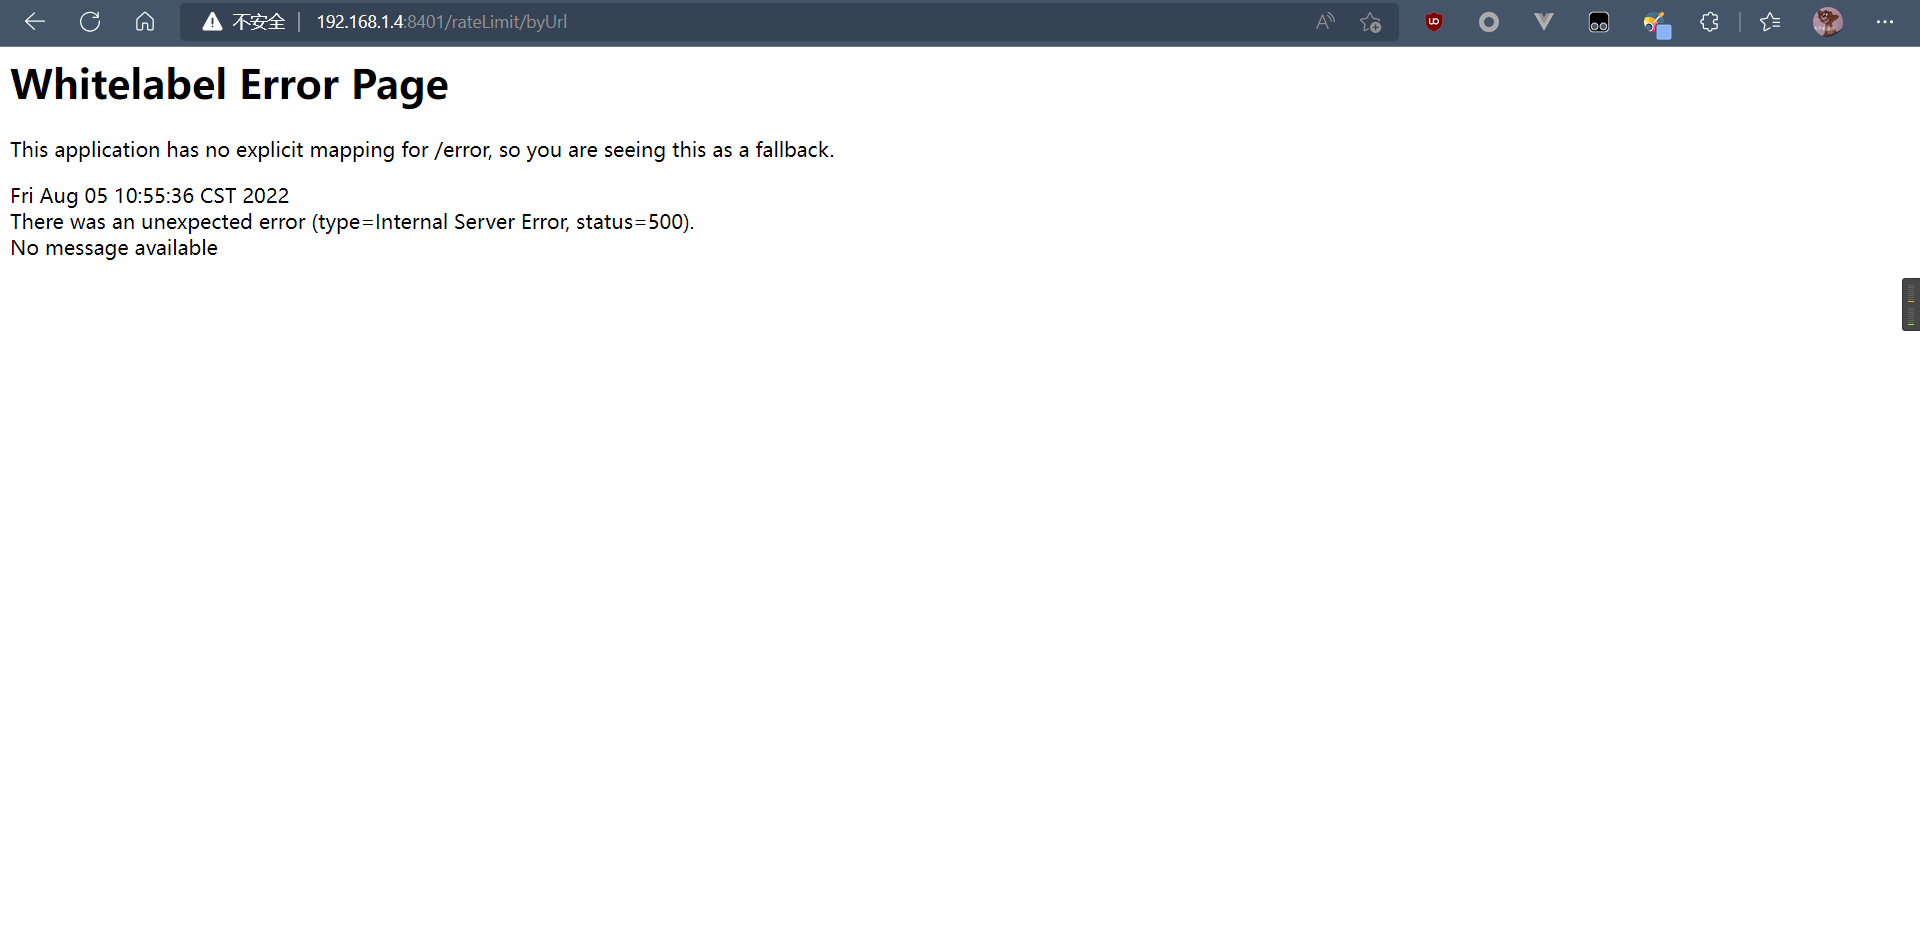 不安全 | 192.168.1.4:8401/rateLimit/byUrl
Whitelabel Error Page
This application has no explicit mapping for /error, so you are seeing this as a fallback.
Fri Aug 05 10:55:36 CST 2022
There was an unexpected error (type=Internal Server Error, status=500).
No message available